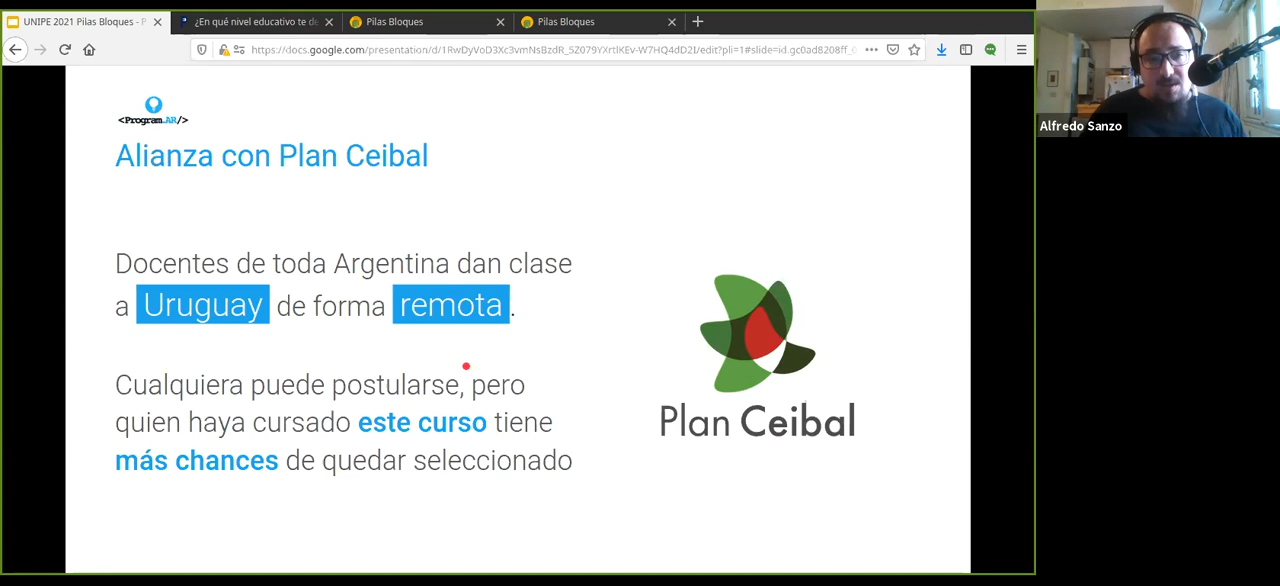 UNIPE 2021 Pilas Bloques - P
¿En qué nivel educativo te de
Pilas Bloques
Pilas Bloques
https://docs.google.com/presentation/d/1RwDyVoD3Xc3vmNsBzdR_5Z079YXrtlKEv-W7HQ4dD2I/edit?pli=1#slide=id.gc0ad8208ff_0
<Program.AR/>
Alianza con Plan Ceibal
Docentes de toda Argentina dan clase
a Uruguay de forma remota.
Cualquiera puede postularse, pero
quien haya cursado este curso tiene
más chances de quedar seleccionado
Plan Ceibal
Alfredo Sanzo